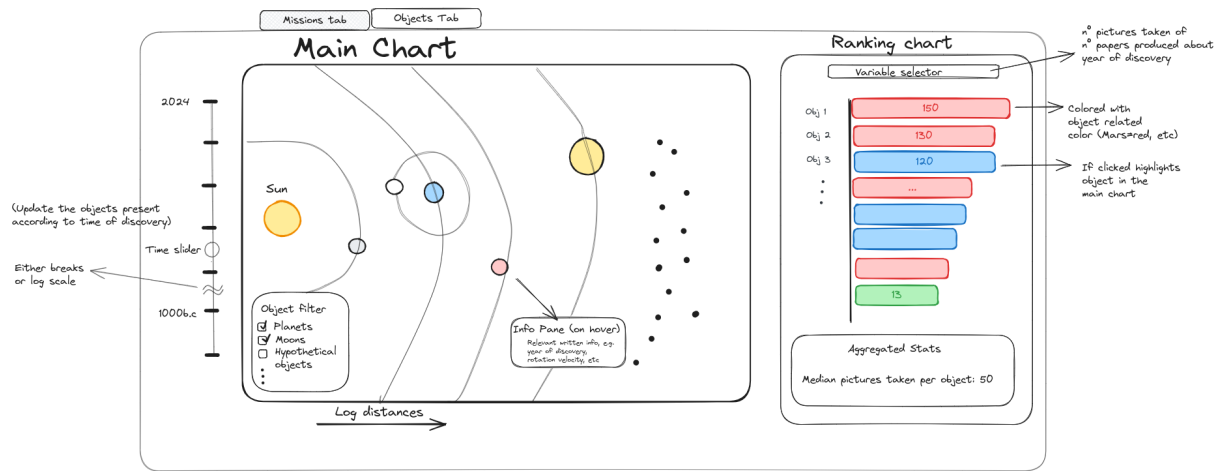 Missions tab
Objects Tab
Main Chart
Ranking chart
n° pictures taken of
n° papers produced about
year of discovery
Variable selector
2024
Obj 1
150
Colored with
object related
color (Mars=red, etc)
Obj 2
130
Obj 3
120
If clicked highlights
object in the
main chart
...
Sun
(Update the objects present
according to time of discovery)
Time slider
Either breaks
or log scale
1000b.c
13
Object filter
Planets
Moons
Hypothetical
objects
Info Pane (on hover)
Relevant written info, e.g.
year of discovery,
rotation velocity, etc
Aggregated Stats
Median pictures taken per object: 50
Log distances